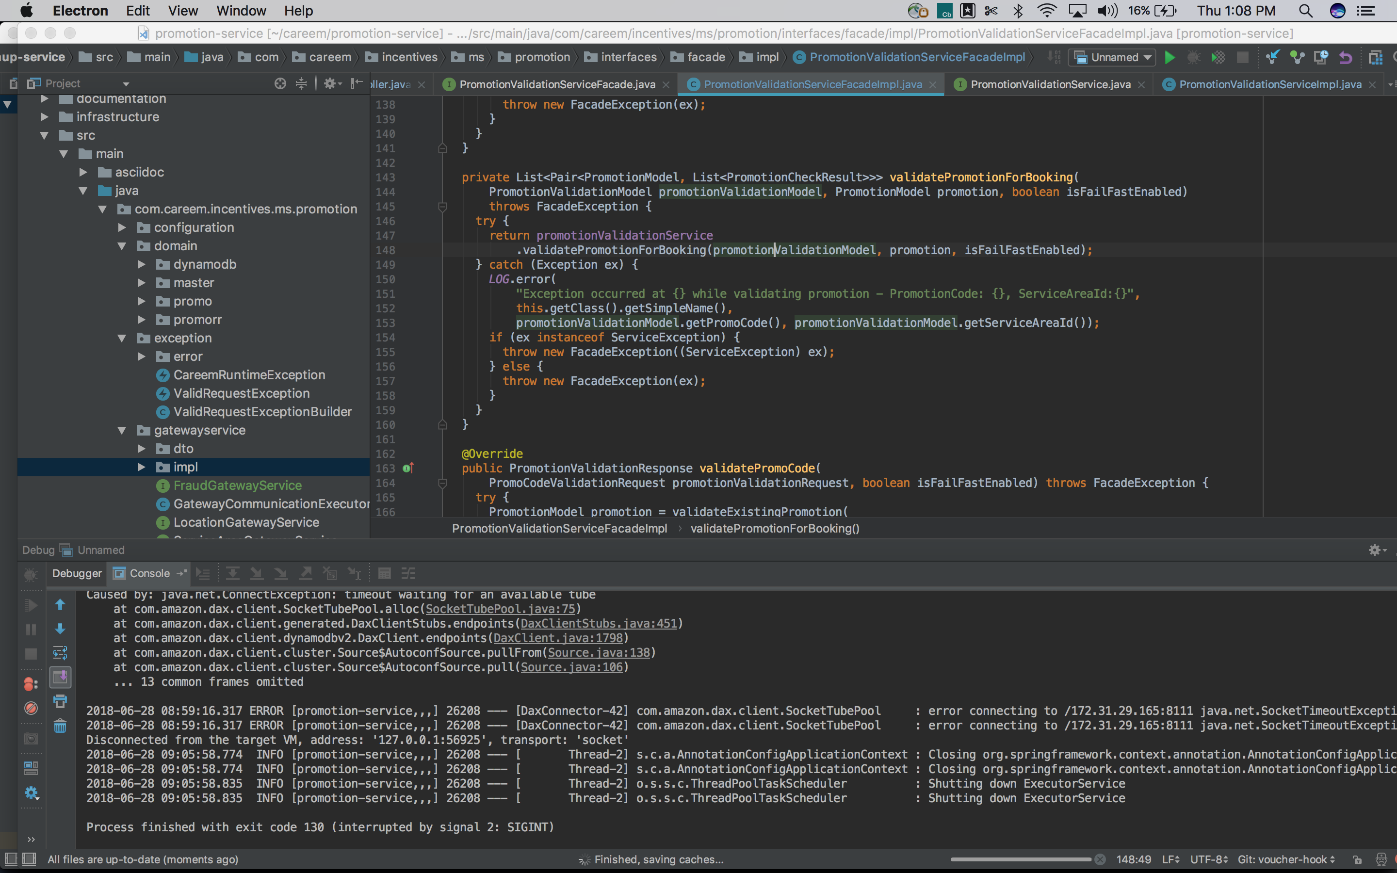 Electron Edit View Window Help 16% Thu 1:08 PM
promotion-service [~/careem/promotion-service] - .../src/main/java/com/careem/incentives/ms/promotion/interfaces/facade/impl/PromotionValidationServiceFacadeImpl.java [promotion-service]
nup-service src main java com careem incentives ms promotion interfaces facade impl PromotionValidationServiceFacadeImpl Unnamed
Project
oller.java PromotionValidationServiceFacade.java PromotionValidationServiceFacadeImpl.java PromotionValidationService.java PromotionValidationServiceImpl.java
documentation
infrastructure
src
main
asciidoc
java
com.careem.incentives.ms.promotion
configuration
domain
dynamodb
master
promo
promorr
exception
error
CareemRuntimeException
ValidRequestException
ValidRequestExceptionBuilder
gatewayservice
dto
impl
FraudGatewayService
GatewayCommunicationExecutor
LocationGatewayService
138 throw new FacadeException(ex);
139 }
140 }
141 }
142
143 private List<Pair<PromotionModel, List<PromotionCheckResult>>> validatePromotionForBooking(
144 PromotionValidationModel promotionValidationModel, PromotionModel promotion, boolean isFailFastEnabled)
145 throws FacadeException {
146 try {
147 return promotionValidationService
148 .validatePromotionForBooking(promotionValidationModel, promotion, isFailFastEnabled);
149 } catch (Exception ex) {
150 LOG.error(
151 "Exception occurred at {} while validating promotion - PromotionCode: {}, ServiceAreaId:{}",
152 this.getClass().getSimpleName(),
153 promotionValidationModel.getPromoCode(), promotionValidationModel.getServiceAreaId());
154 if (ex instanceof ServiceException) {
155 throw new FacadeException((ServiceException) ex);
156 } else {
157 throw new FacadeException(ex);
158 }
159 }
160 }
161
162 @Override
163 public PromotionValidationResponse validatePromoCode(
164 PromoCodeValidationRequest promotionValidationRequest, boolean isFailFastEnabled) throws FacadeException {
165 try {
166 PromotionModel promotion = validateExistingPromotion(
PromotionValidationServiceFacadeImpl › validatePromotionForBooking()
Debug Unnamed
Debugger Console
Caused by: java.net.ConnectException: timeout waiting for an available tube
at com.amazon.dax.client.SocketTubePool.alloc(SocketTubePool.java:75)
at com.amazon.dax.client.generated.DaxClientStubs.endpoints(DaxClientStubs.java:451)
at com.amazon.dax.client.dynamodbv2.DaxClient.endpoints(DaxClient.java:1798)
at com.amazon.dax.client.cluster.Source$AutoconfSource.pullFrom(Source.java:138)
at com.amazon.dax.client.cluster.Source$AutoconfSource.pull(Source.java:106)
... 13 common frames omitted
2018-06-28 08:59:16.317 ERROR [promotion-service,,,] 26208 --- [DaxConnector-42] com.amazon.dax.client.SocketTubePool : error connecting to /172.31.29.165:8111 java.net.SocketTimeoutExcepti
2018-06-28 08:59:16.317 ERROR [promotion-service,,,] 26208 --- [DaxConnector-42] com.amazon.dax.client.SocketTubePool : error connecting to /172.31.29.165:8111 java.net.SocketTimeoutExcepti
Disconnected from the target VM, address: '127.0.0.1:56925', transport: 'socket'
2018-06-28 09:05:58.774 INFO [promotion-service,,,] 26208 --- [ Thread-2] s.c.a.AnnotationConfigApplicationContext : Closing org.springframework.context.annotation.AnnotationConfigApplic
2018-06-28 09:05:58.774 INFO [promotion-service,,,] 26208 --- [ Thread-2] s.c.a.AnnotationConfigApplicationContext : Closing org.springframework.context.annotation.AnnotationConfigApplic
2018-06-28 09:05:58.835 INFO [promotion-service,,,] 26208 --- [ Thread-2] o.s.s.c.ThreadPoolTaskScheduler : Shutting down ExecutorService
2018-06-28 09:05:58.835 INFO [promotion-service,,,] 26208 --- [ Thread-2] o.s.s.c.ThreadPoolTaskScheduler : Shutting down ExecutorService
Process finished with exit code 130 (interrupted by signal 2: SIGINT)
All files are up-to-date (moments ago) Finished, saving caches... 148:49 LF UTF-8 Git: voucher-hook